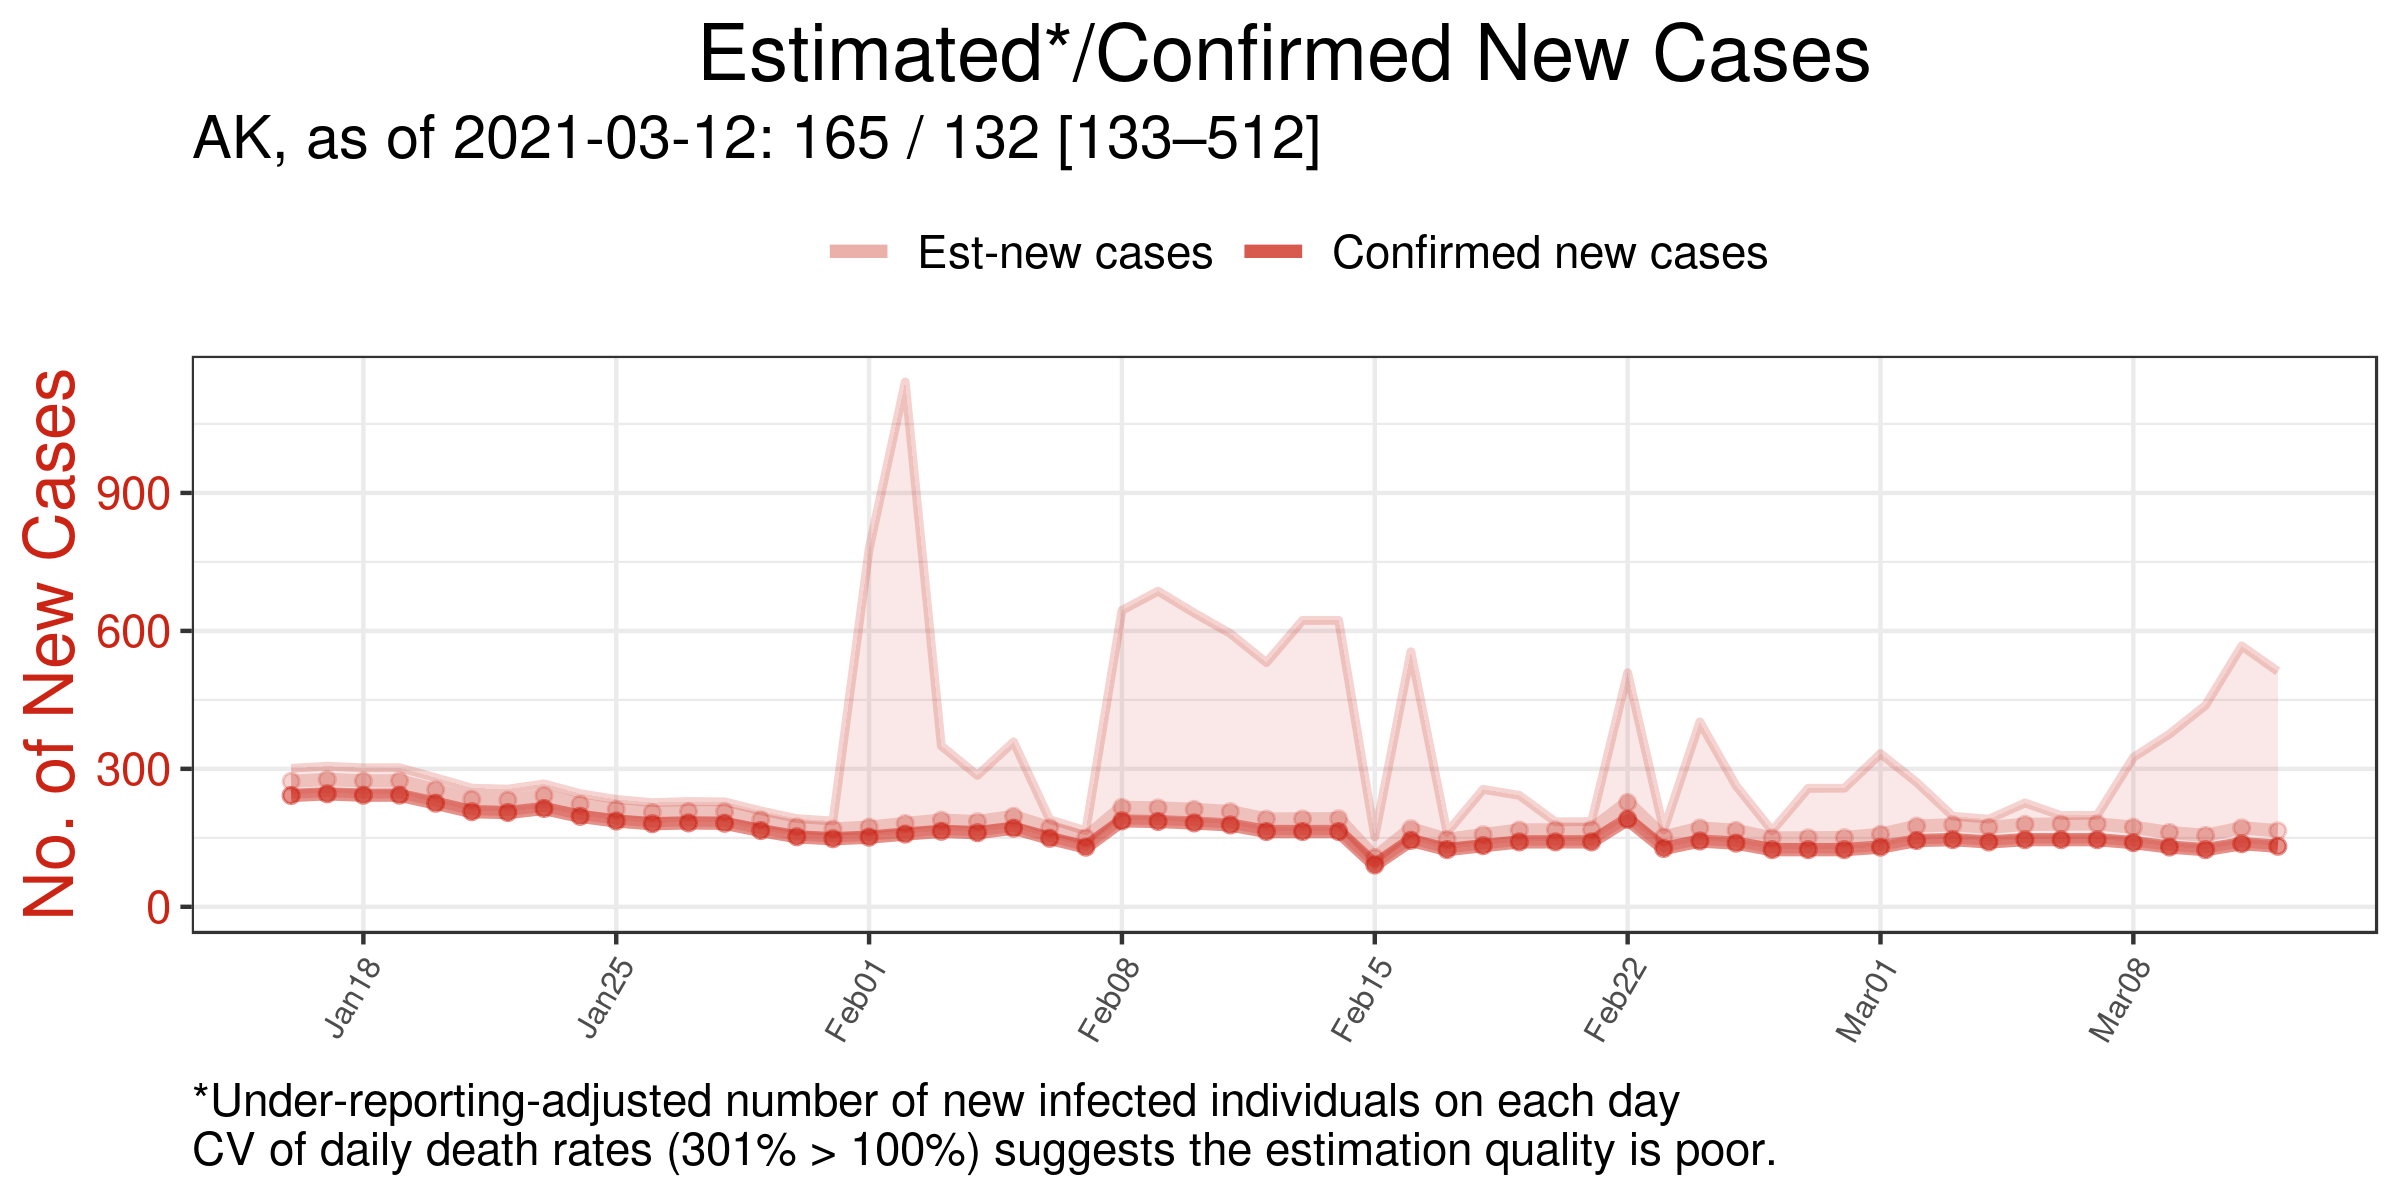 Estimated*/Confirmed New Cases
AK, as of 2021-03-12: 165 / 132 [133–512]
Est-new cases
Confirmed new cases
No. of New Cases
900
600
300
0
Jan18
Jan25
Feb01
Feb08
Feb15
Feb22
Mar01
Mar08
*Under-reporting-adjusted number of new infected individuals on each day
CV of daily death rates (301% > 100%) suggests the estimation quality is poor.